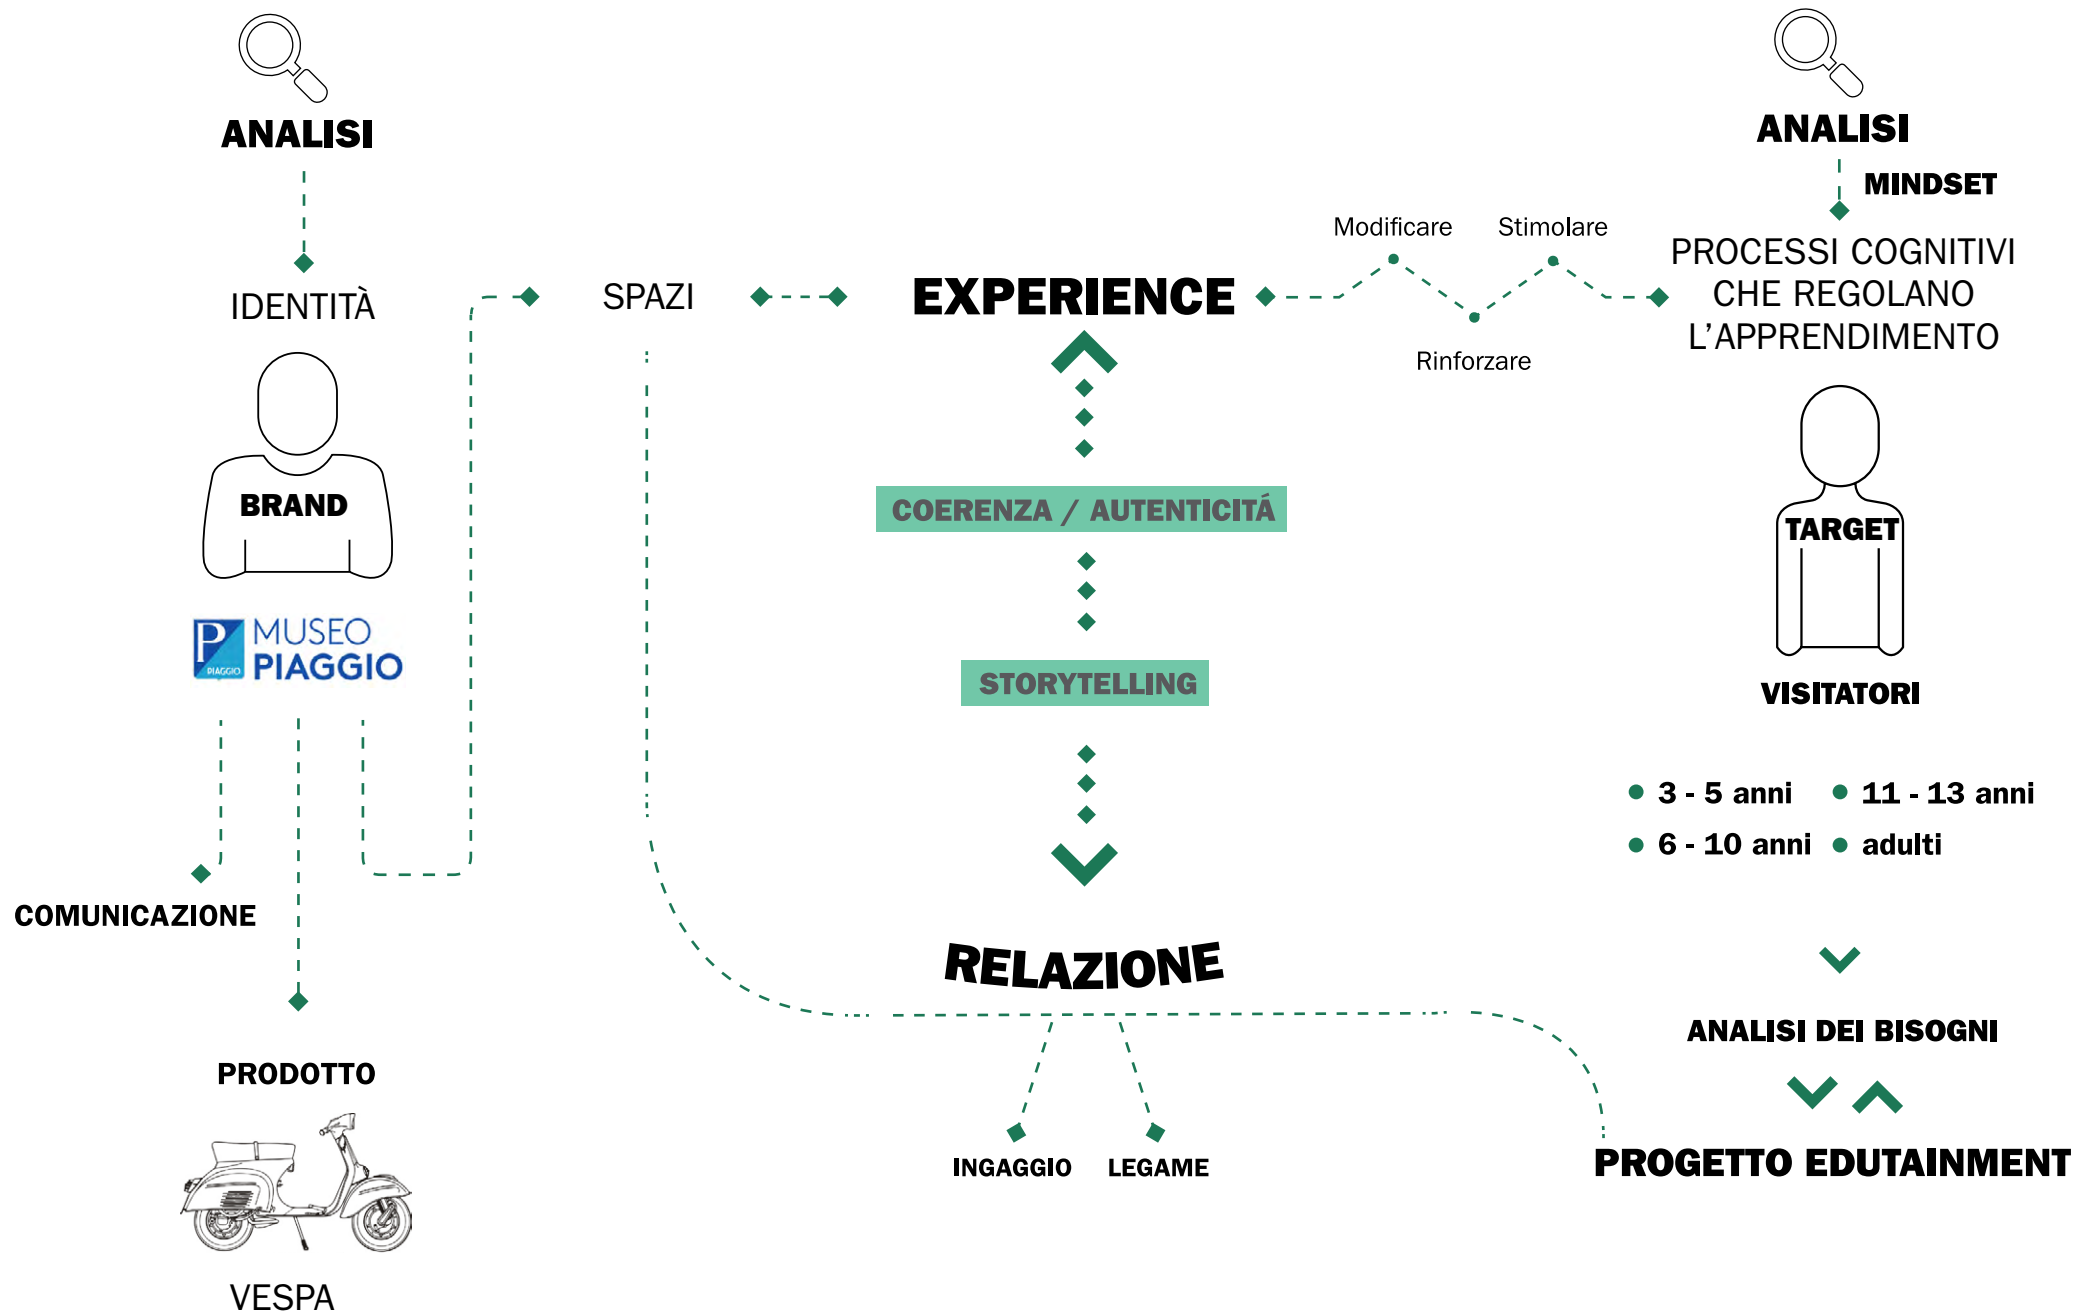 ANALISI
IDENTITÀ
BRAND
P
PIAGGIO
MUSEO
PIAGGIO
COMUNICAZIONE
PRODOTTO
VESPA
SPAZI
EXPERIENCE
COERENZA / AUTENTICITÁ
STORYTELLING
RELAZIONE
INGAGGIO
LEGAME
Modificare
Stimolare
Rinforzare
ANALISI
MINDSET
PROCESSI COGNITIVI
CHE REGOLANO
L'APPRENDIMENTO
TARGET
VISITATORI
3 - 5 anni
11 - 13 anni
6 - 10 anni
adulti
ANALISI DEI BISOGNI
PROGETTO EDUTAINMENT